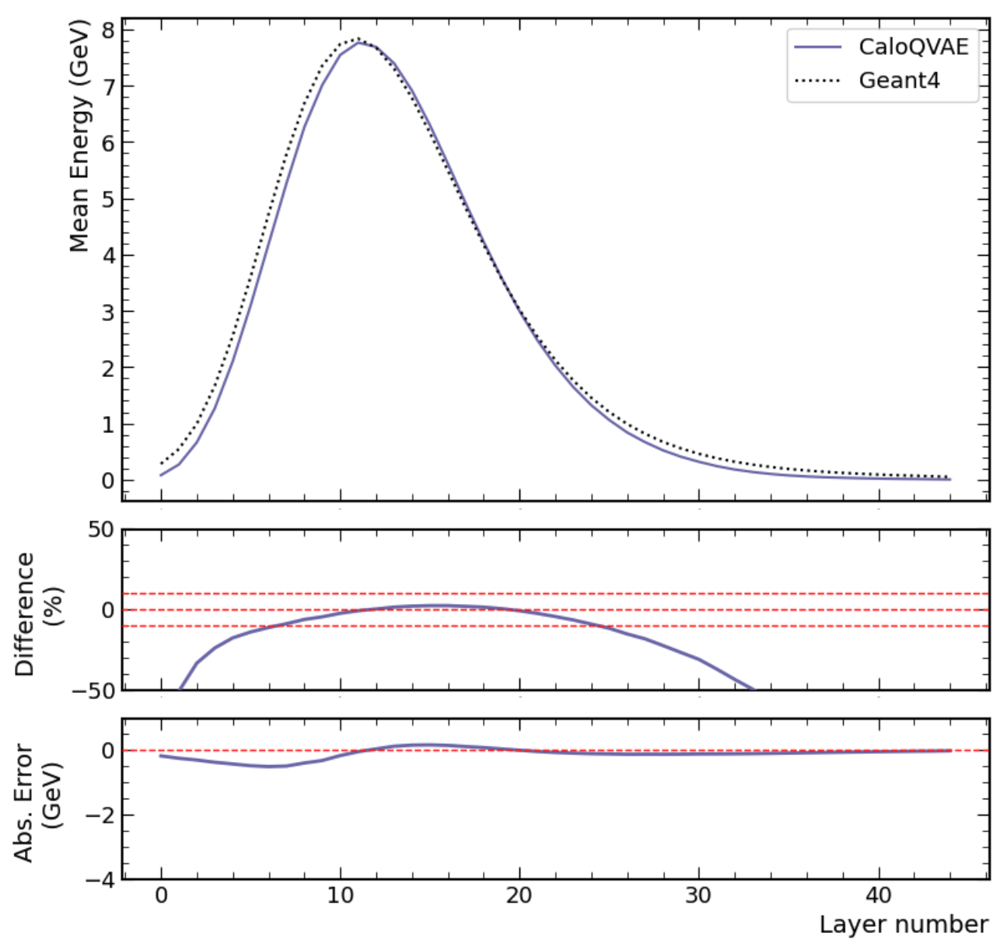 Mean Energy (GeV)
8
7
6
5
4
3
2
1
0
CaloQVAE
Geant4
Difference
(%)
50
0
−50
Abs. Error
(GeV)
0
−2
−4
0 10 20 30 40
Layer number